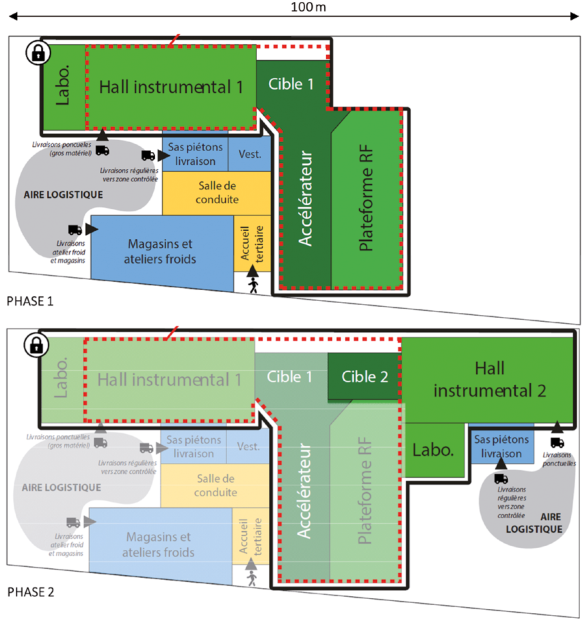 100 m
Labo.
Hall instrumental 1
Cible 1
Livraisons ponctuelles
(gros matériel)
Livraisons régulières
vers zone contrôlée
AIRE LOGISTIQUE
Livraisons
atelier froid
et magasins
Sas piétons
livraison
Vest.
Salle de
conduite
Magasins et
ateliers froids
Accueil
tertiaire
Accélérateur
Plateforme RF
PHASE 1
Labo.
Hall instrumental 1
Cible 1
Cible 2
Hall
instrumental 2
Livraisons ponctuelles
(gros matériel)
Livraisons régulières
vers zone contrôlée
AIRE LOGISTIQUE
Livraisons
atelier froid
et magasins
Sas piétons
livraison
Vest.
Salle de
conduite
Magasins et
ateliers froids
Accueil
tertiaire
Accélérateur
Plateforme RF
Labo.
Sas piétons
livraison
Livraisons
ponctuelles
Livraisons
régulières
vers zone
contrôlée
AIRE
LOGISTIQUE
PHASE 2